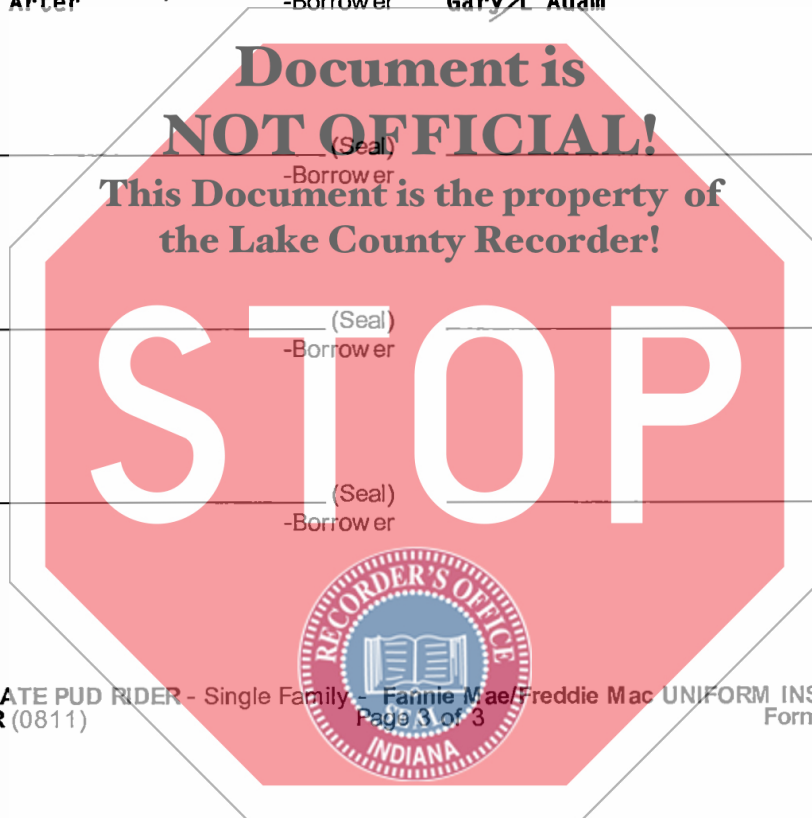 Arter -Borrower Gary L Adam
Document is
NOT OFFICIAL!
(Seal)
-Borrower
This Document is the property of
the Lake County Recorder!
(Seal)
-Borrower
STOP
(Seal)
-Borrower
RECORDER'S OFFICE
ATE PUD RIDER - Single Family - Fannie Mae/Freddie Mac UNIFORM INS
R (0811) Page 3 of 3 Form
INDIANA